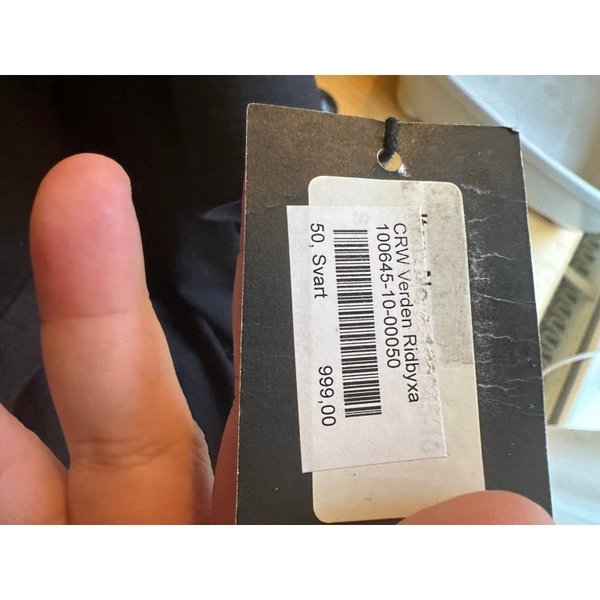 CRW Verden Ridbyxa
100645-10-00050
50, Svart
999,00